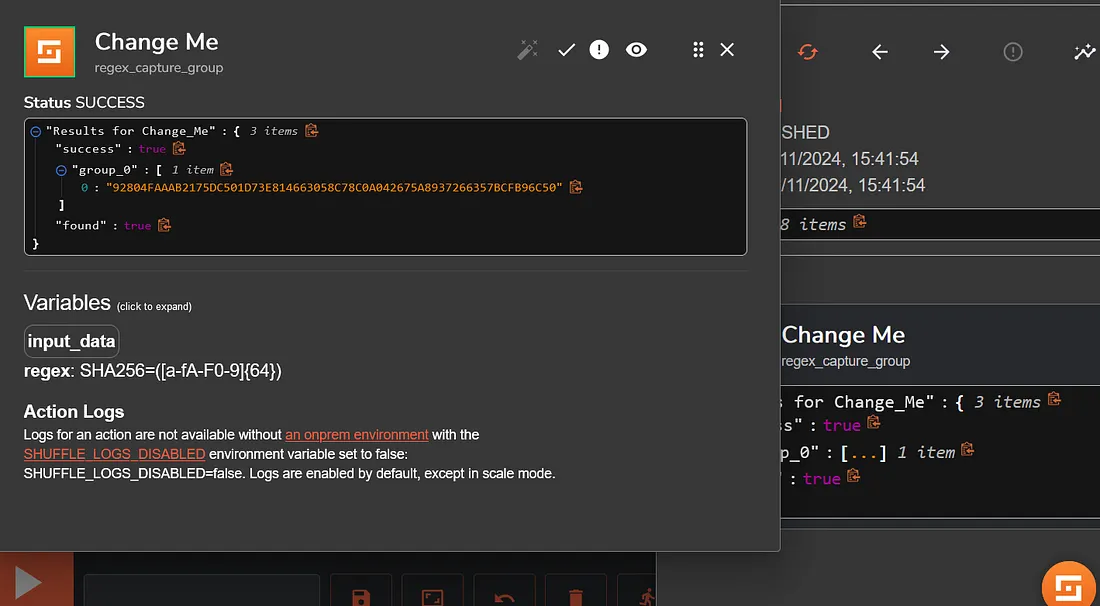 Change Me
regex_capture_group
Status SUCCESS
"Results for Change_Me" : { 3 items
"success" : true
"group_0" : [ 1 item
0 : "92804FAAAB2175DC501D73E814663058C78C0A042675A8937266357BCFB96C50"
]
"found" : true
}
Variables (click to expand)
input_data
regex: SHA256=([a-fA-F0-9]{64})
Action Logs
Logs for an action are not available without an onprem environment with the
SHUFFLE_LOGS_DISABLED environment variable set to false:
SHUFFLE_LOGS_DISABLED=false. Logs are enabled by default, except in scale mode.
SHED
11/2024, 15:41:54
/11/2024, 15:41:54
8 items
Change Me
regex_capture_group
for Change_Me" : { 3 items
s" : true
p_0" : [...] 1 item
" : true